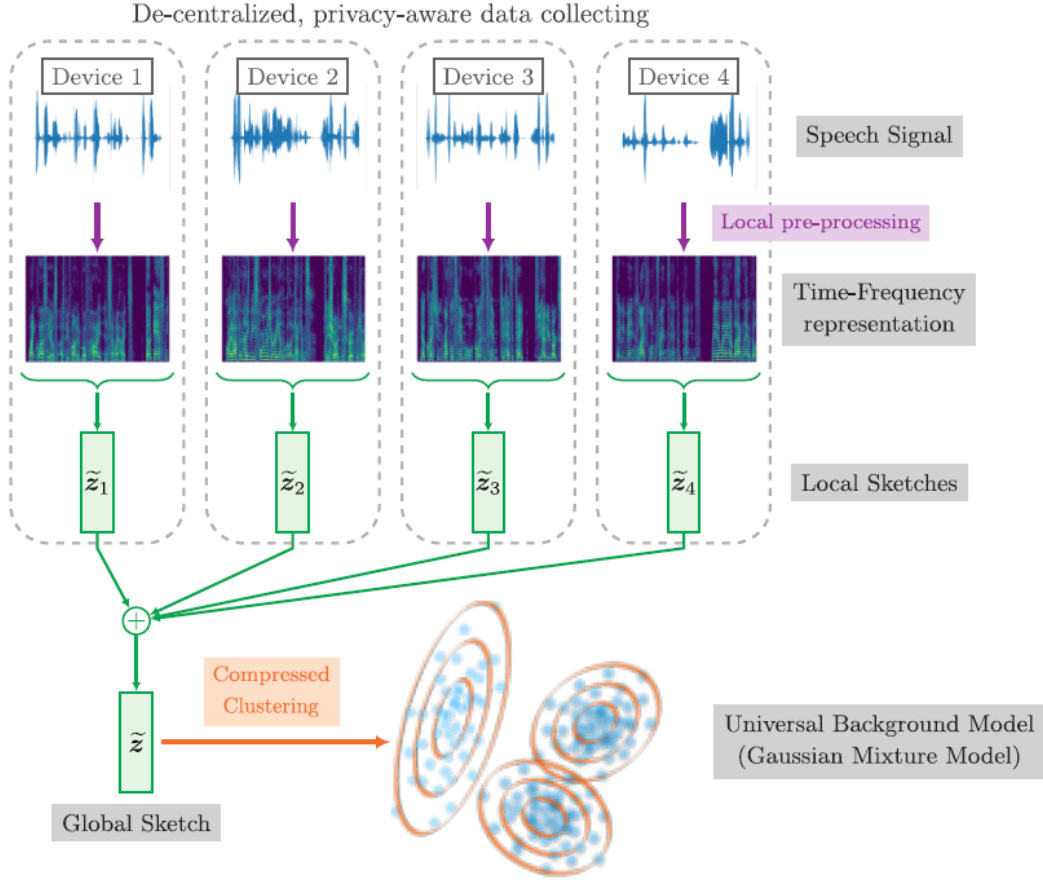 De-centralized, privacy-aware data collecting
Device 1
Device 2
Device 3
Device 4
Speech Signal
Local pre-processing
Time-Frequency
representation
z̃₁
z̃₂
z̃₃
z̃₄
Local Sketches
+
Compressed
Clustering
z̃
Universal Background Model
(Gaussian Mixture Model)
Global Sketch